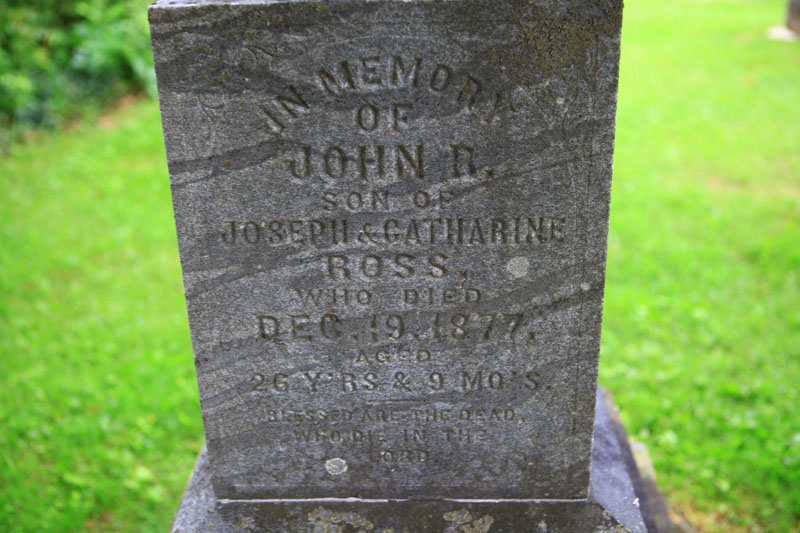 IN MEMORY
OF
JOHN R.
SON OF
JOSEPH & CATHARINE
ROSS,
WHO DIED
DEC. 19. 1877.
AGED
26 Y'RS & 9 MO'S.
BLESSED ARE THE DEAD,
WHO DIE IN THE
LORD